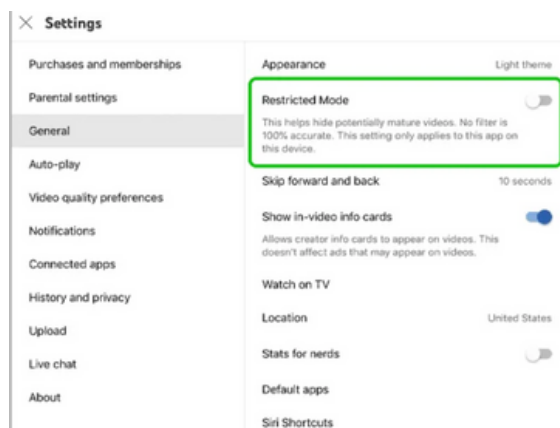 Settings
Purchases and memberships
Parental settings
General
Auto-play
Video quality preferences
Notifications
Connected apps
History and privacy
Upload
Live chat
About
Appearance
Light theme
Restricted Mode
This helps hide potentially mature videos. No filter is
100% accurate. This setting only applies to this app on
this device.
Skip forward and back
10 seconds
Show in-video info cards
Allows creator info cards to appear on videos. This
doesn't affect ads that may appear on videos.
Watch on TV
Location
United States
Stats for nerds
Default apps
Siri Shortcuts